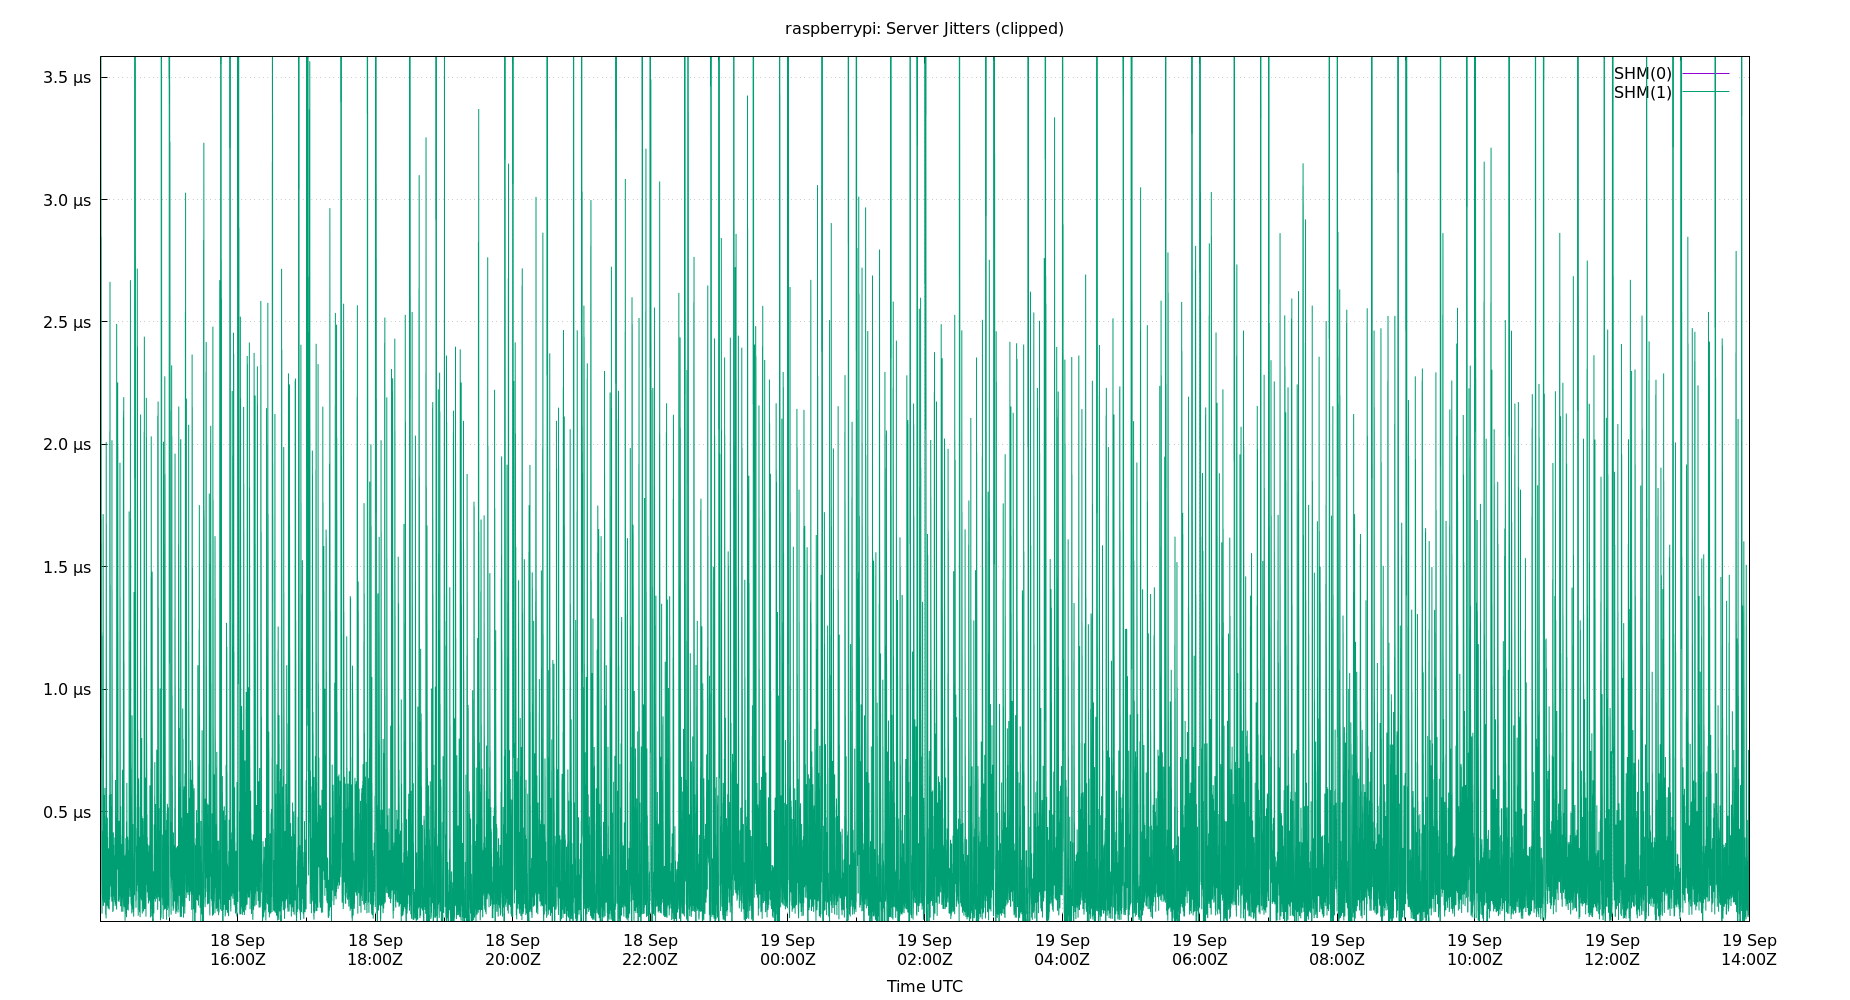 raspberrypi: Server Jitters (clipped)
3.5 µs
3.0 µs
2.5 µs
2.0 µs
1.5 µs
1.0 µs
0.5 µs
SHM(0)
SHM(1)
18 Sep 18 Sep 18 Sep 18 Sep 19 Sep 19 Sep 19 Sep 19 Sep 19 Sep 19 Sep 19 Sep 19 Sep
16:00Z 18:00Z 20:00Z 22:00Z 00:00Z 02:00Z 04:00Z 06:00Z 08:00Z 10:00Z 12:00Z 14:00Z
Time UTC